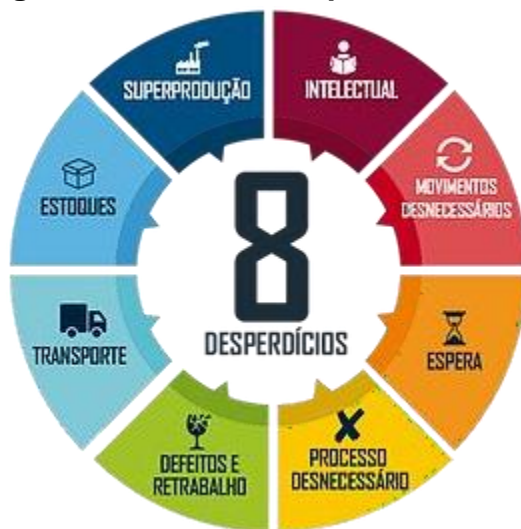 SUPERPRODUÇÃO
INTELECTUAL
MOVIMENTOS
DESNECESSÁRIOS
ESPERA
PROCESSO
DESNECESSÁRIO
DEFEITOS E
RETRABALHO
TRANSPORTE
ESTOQUES
8
DESPERDÍCIOS